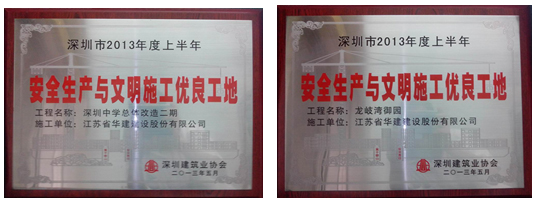 深圳市2013年度上半年
安全生产与文明施工优良工地
工程名称：深圳中学总体改造二期
施工单位：江苏省华建建设股份有限公司
深圳建筑业协会
二〇一三年五月
深圳市2013年度上半年
安全生产与文明施工优良工地
工程名称：龙岐湾御园
施工单位：江苏省华建建设股份有限公司
深圳建筑业协会
二〇一三年五月